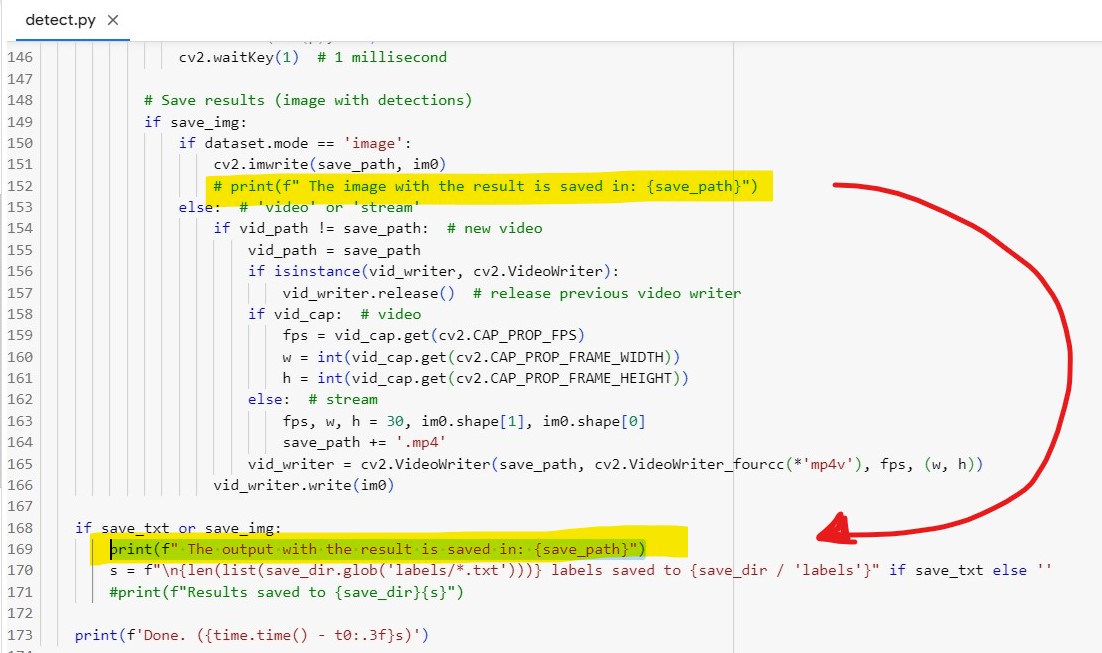 detect.py ×
146 cv2.waitKey(1)  # 1 millisecond
147
148 # Save results (image with detections)
149 if save_img:
150 if dataset.mode == 'image':
151 cv2.imwrite(save_path, im0)
152 # print(f" The image with the result is saved in: {save_path}")
153 else:  # 'video' or 'stream'
154 if vid_path != save_path:  # new video
155 vid_path = save_path
156 if isinstance(vid_writer, cv2.VideoWriter):
157 vid_writer.release()  # release previous video writer
158 if vid_cap:  # video
159 fps = vid_cap.get(cv2.CAP_PROP_FPS)
160 w = int(vid_cap.get(cv2.CAP_PROP_FRAME_WIDTH))
161 h = int(vid_cap.get(cv2.CAP_PROP_FRAME_HEIGHT))
162 else:  # stream
163 fps, w, h = 30, im0.shape[1], im0.shape[0]
164 save_path += '.mp4'
165 vid_writer = cv2.VideoWriter(save_path, cv2.VideoWriter_fourcc(*'mp4v'), fps, (w, h))
166 vid_writer.write(im0)
167
168 if save_txt or save_img:
169 print(f" The output with the result is saved in: {save_path}")
170 s = f"\n{len(list(save_dir.glob('labels/*.txt')))} labels saved to {save_dir / 'labels'}" if save_txt else ''
171 #print(f"Results saved to {save_dir}{s}")
172
173 print(f'Done. ({time.time() - t0:.3f}s)')